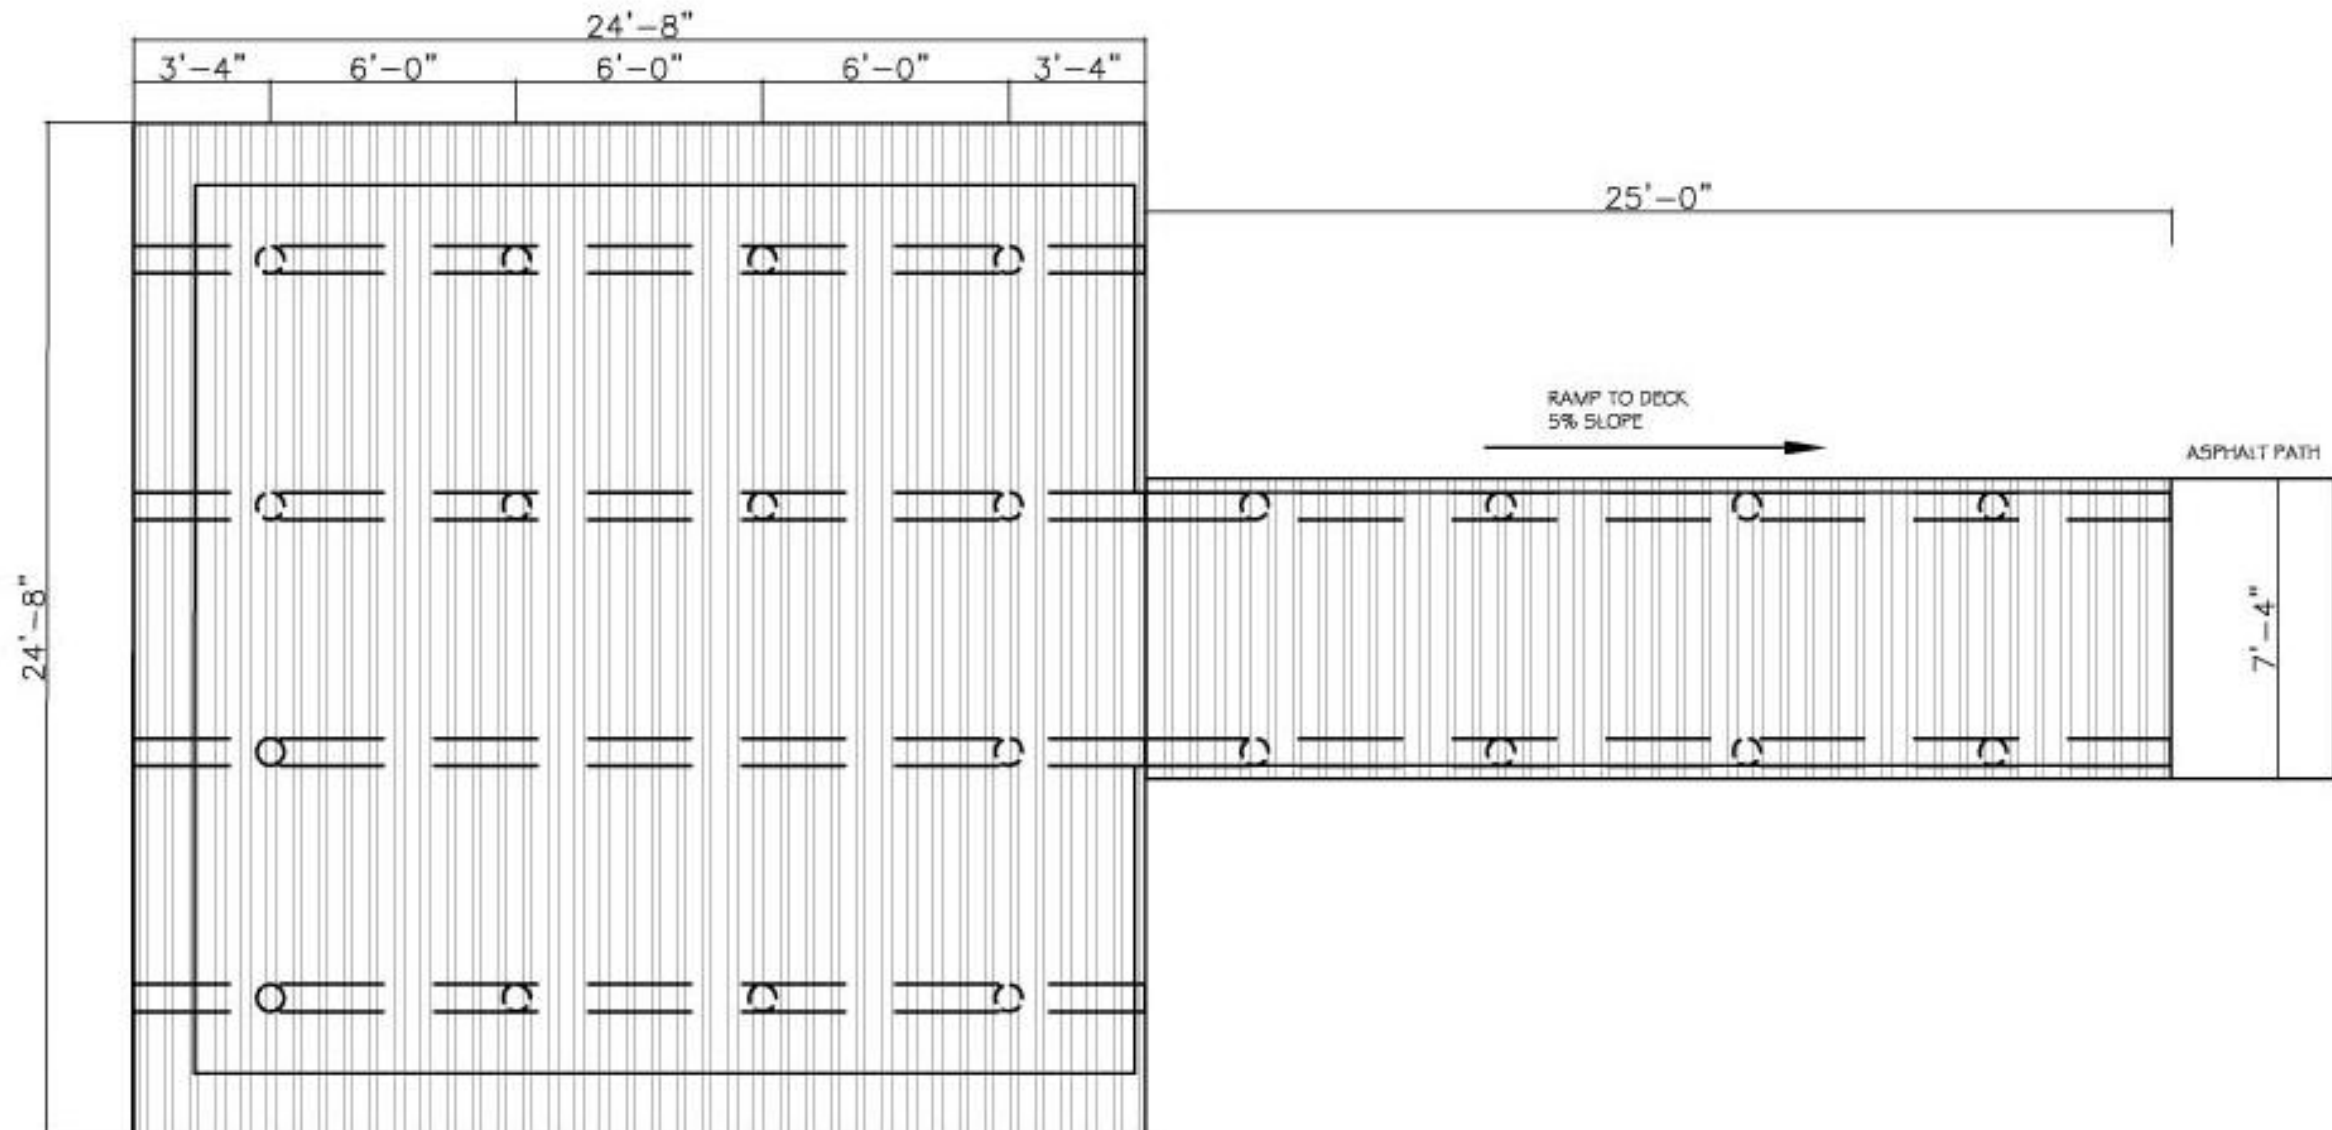 24'-8"
3'-4" 6'-0" 6'-0" 6'-0" 3'-4"
25'-0"
RAMP TO DECK
5% SLOPE
ASPHALT PATH
24'-8"
7'-4"